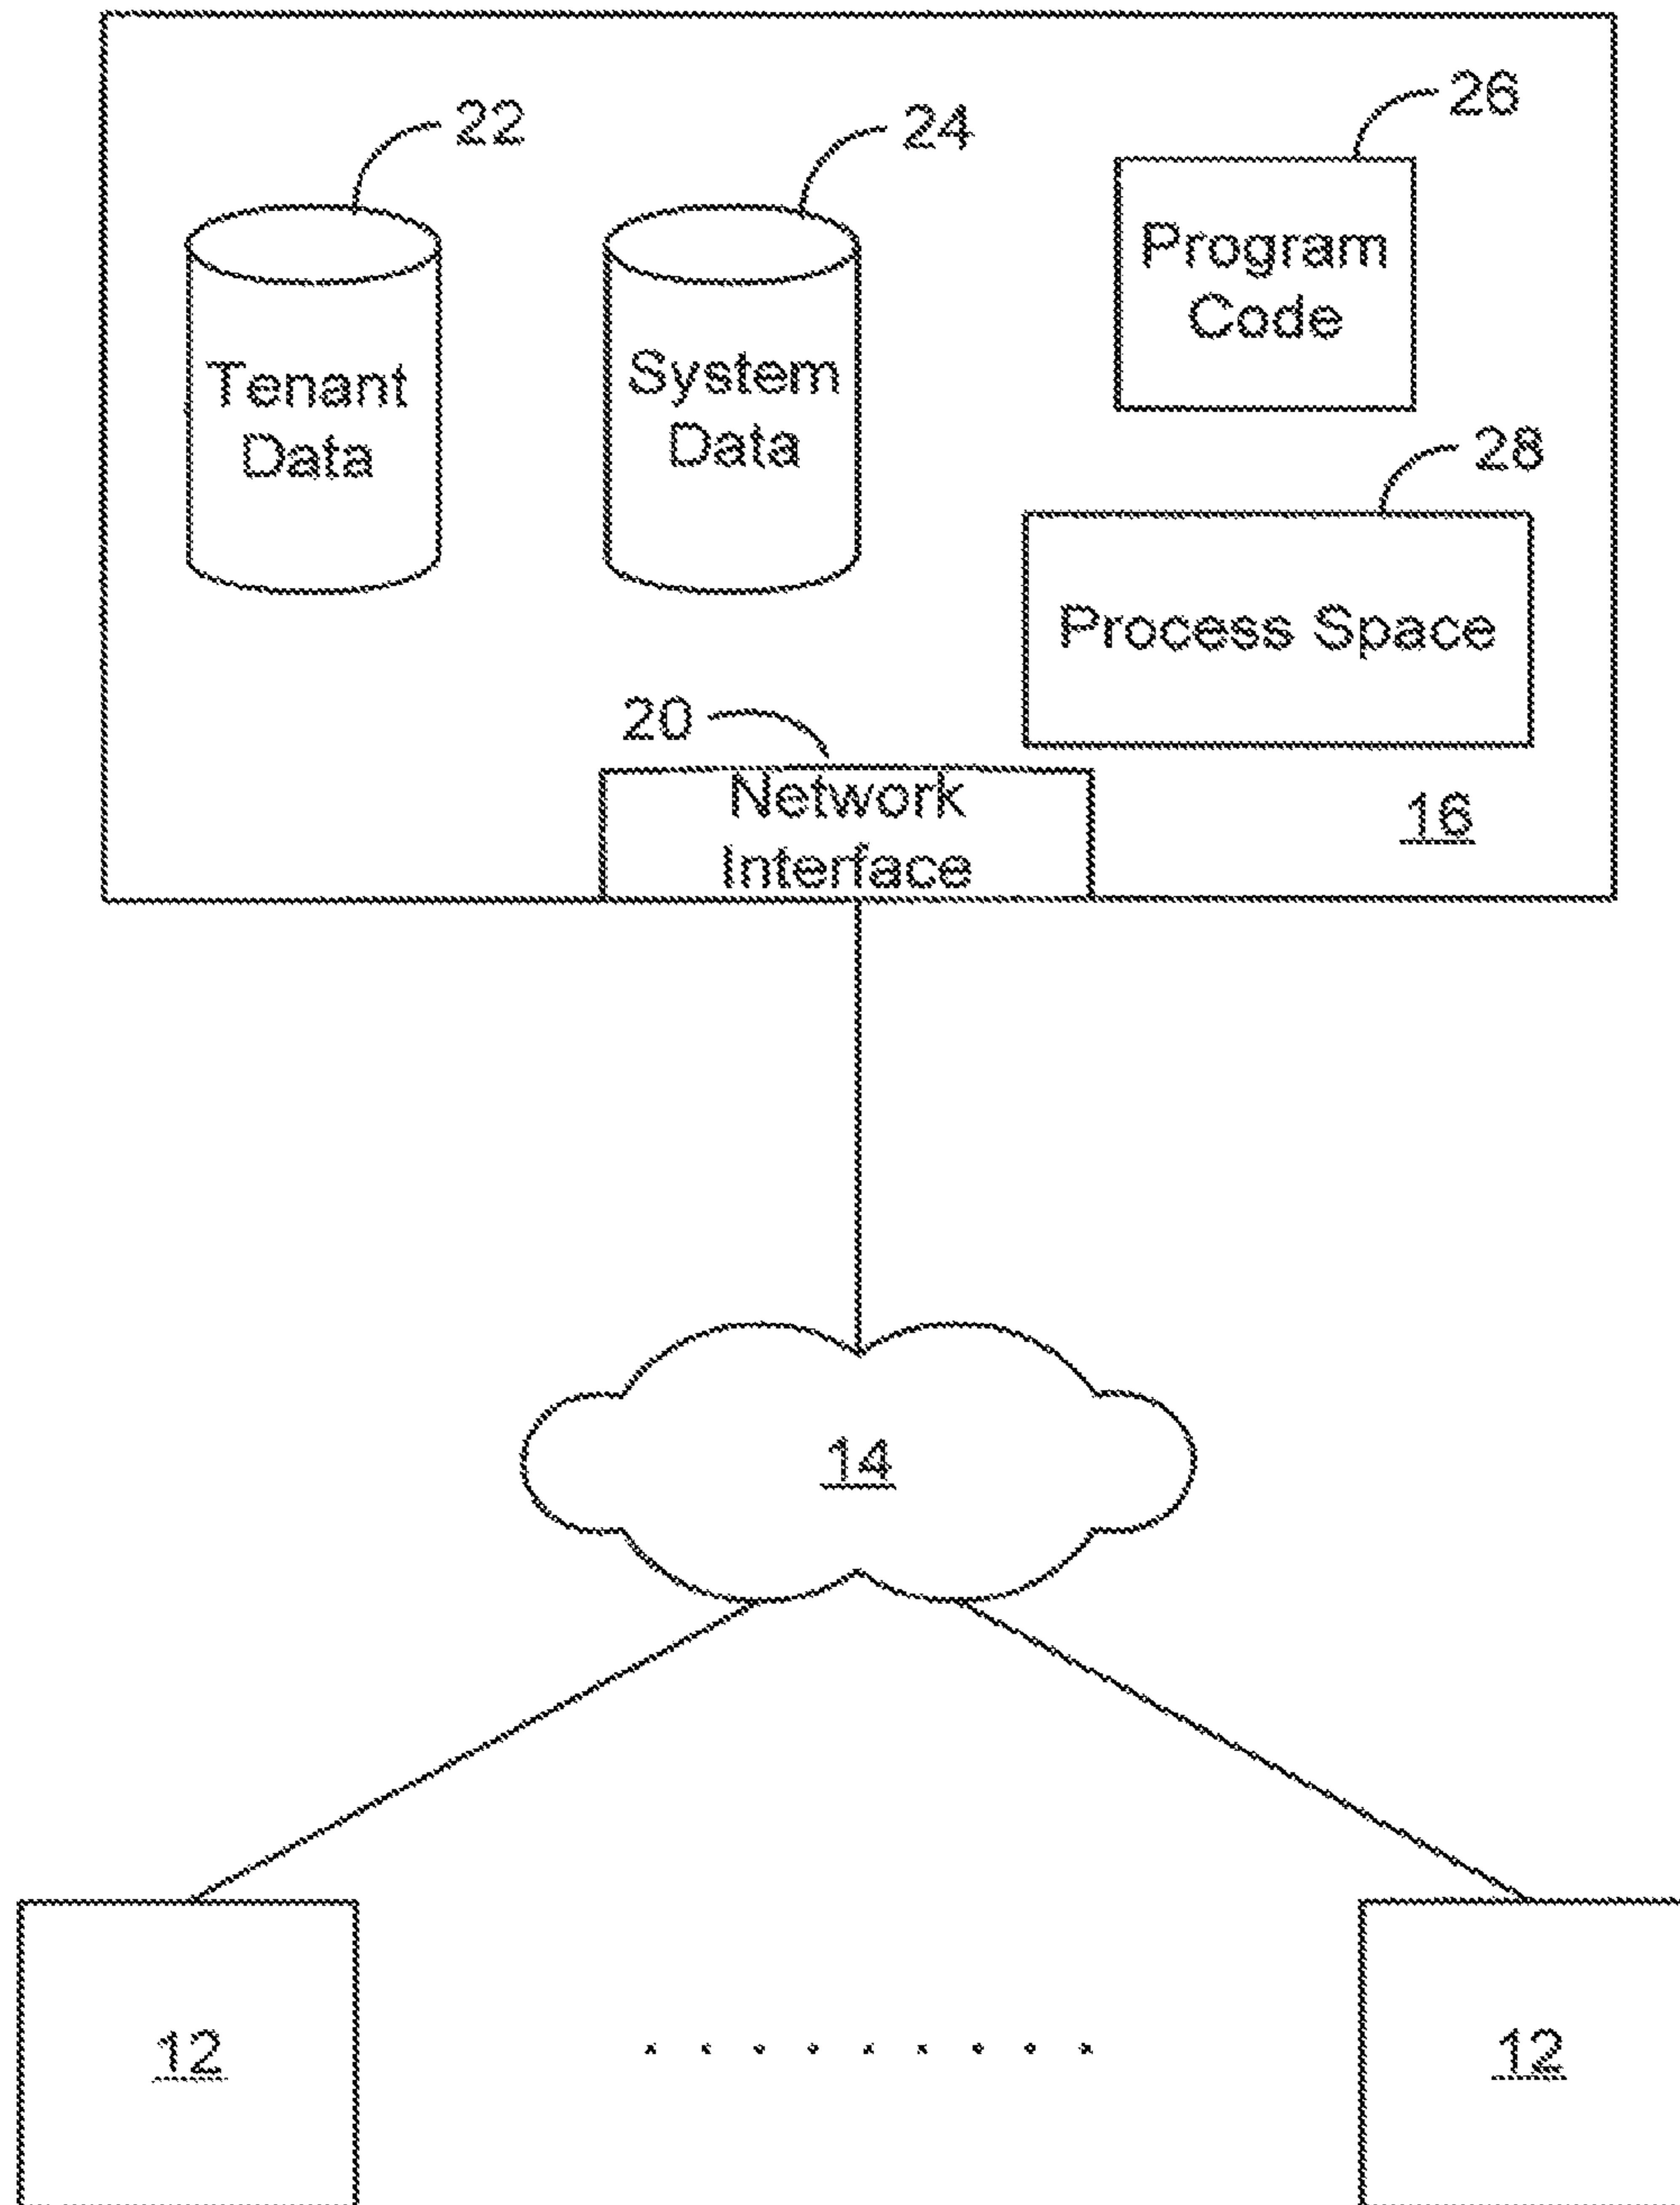 22
24
26
Tenant
Data
System
Data
Program
Code
28
Process Space
20
Network
Interface
16
14
12
12